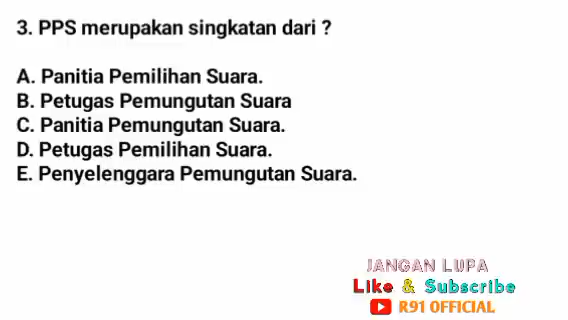 3. PPS merupakan singkatan dari ?
A. Panitia Pemilihan Suara.
B. Petugas Pemungutan Suara
C. Panitia Pemungutan Suara.
D. Petugas Pemilihan Suara.
E. Penyelenggara Pemungutan Suara.
JANGAN LUPA
Like & Subscribe
R91 OFFICIAL